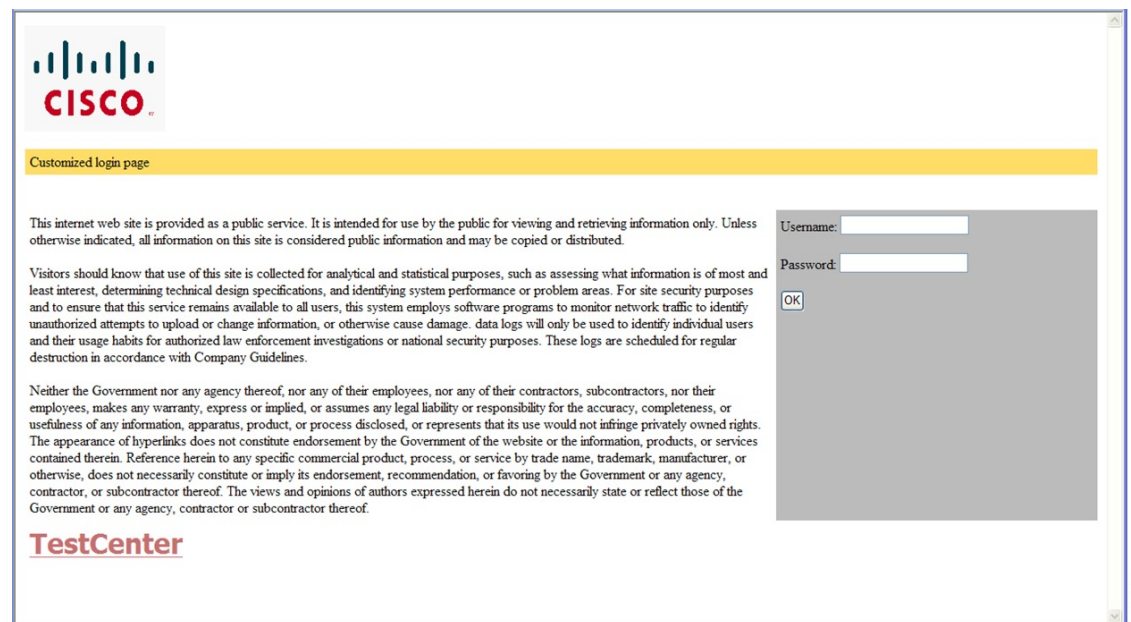 CISCO
Customized login page
This internet web site is provided as a public service. It is intended for use by the public for viewing and retrieving information only. Unless
otherwise indicated, all information on this site is considered public information and may be copied or distributed.
Username:
Visitors should know that use of this site is collected for analytical and statistical purposes, such as assessing what information is of most and
least interest, determining technical design specifications, and identifying system performance or problem areas. For site security purposes
and to ensure that this service remains available to all users, this system employs software programs to monitor network traffic to identify
unauthorized attempts to upload or change information, or otherwise cause damage. data logs will only be used to identify individual users
and their usage habits for authorized law enforcement investigations or national security purposes. These logs are scheduled for regular
destruction in accordance with Company Guidelines.
Password:
OK
Neither the Government nor any agency thereof, nor any of their employees, nor any of their contractors, subcontractors, nor their
employees, makes any warranty, express or implied, or assumes any legal liability or responsibility for the accuracy, completeness, or
usefulness of any information, apparatus, product, or process disclosed, or represents that its use would not infringe privately owned rights.
The appearance of hyperlinks does not constitute endorsement by the Government of the website or the information, products, or services
contained therein. Reference herein to any specific commercial product, process, or service by trade name, trademark, manufacturer, or
otherwise, does not necessarily constitute or imply its endorsement, recommendation, or favoring by the Government or any agency,
contractor, or subcontractor thereof. The views and opinions of authors expressed herein do not necessarily state or reflect those of the
Government or any agency, contractor or subcontractor thereof.
TestCenter